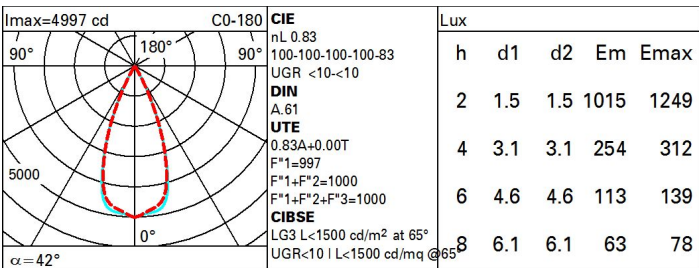 Imax=4997 cd C0-180
90° 180° 90°
5000
0°
α=42°
CIE
nL 0.83
100-100-100-100-83
UGR <10-<10
DIN
A.61
UTE
0.83A+0.00T
F"1=997
F"1+F"2=1000
F"1+F"2+F"3=1000
CIBSE
LG3 L<1500 cd/m² at 65°
UGR<10 | L<1500 cd/mq @65°
Lux
h d1 d2 Em Emax
2 1.5 1.5 1015 1249
4 3.1 3.1 254 312
6 4.6 4.6 113 139
8 6.1 6.1 63 78